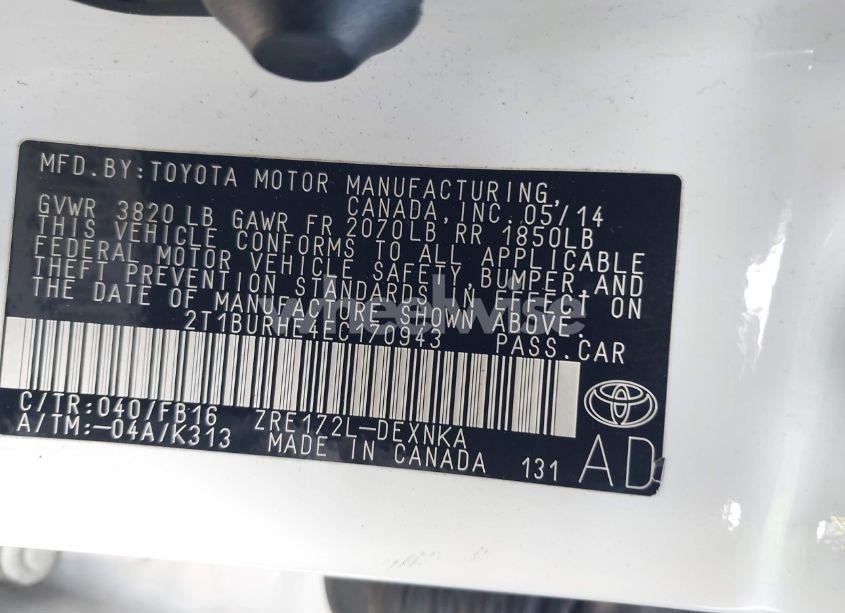 MFD.BY:TOYOTA MOTOR MANUFACTURING,
CANADA,INC.05/14
GVWR 3820LB GAWR FR 2070LB RR 1850LB
THIS VEHICLE CONFORMS TO ALL APPLICABLE
FEDERAL MOTOR VEHICLE SAFETY,BUMPER,AND
THEFT PREVENTION STANDARDS IN EFFECT ON
THE DATE OF MANUFACTURE SHOWN ABOVE.
2T1BURHE4EC170943 PASS.CAR
C/TR:040/FB16 ZRE172L-DEXNKA
A/TM:-04A/K313 MADE IN CANADA 131
AD
wheelwise